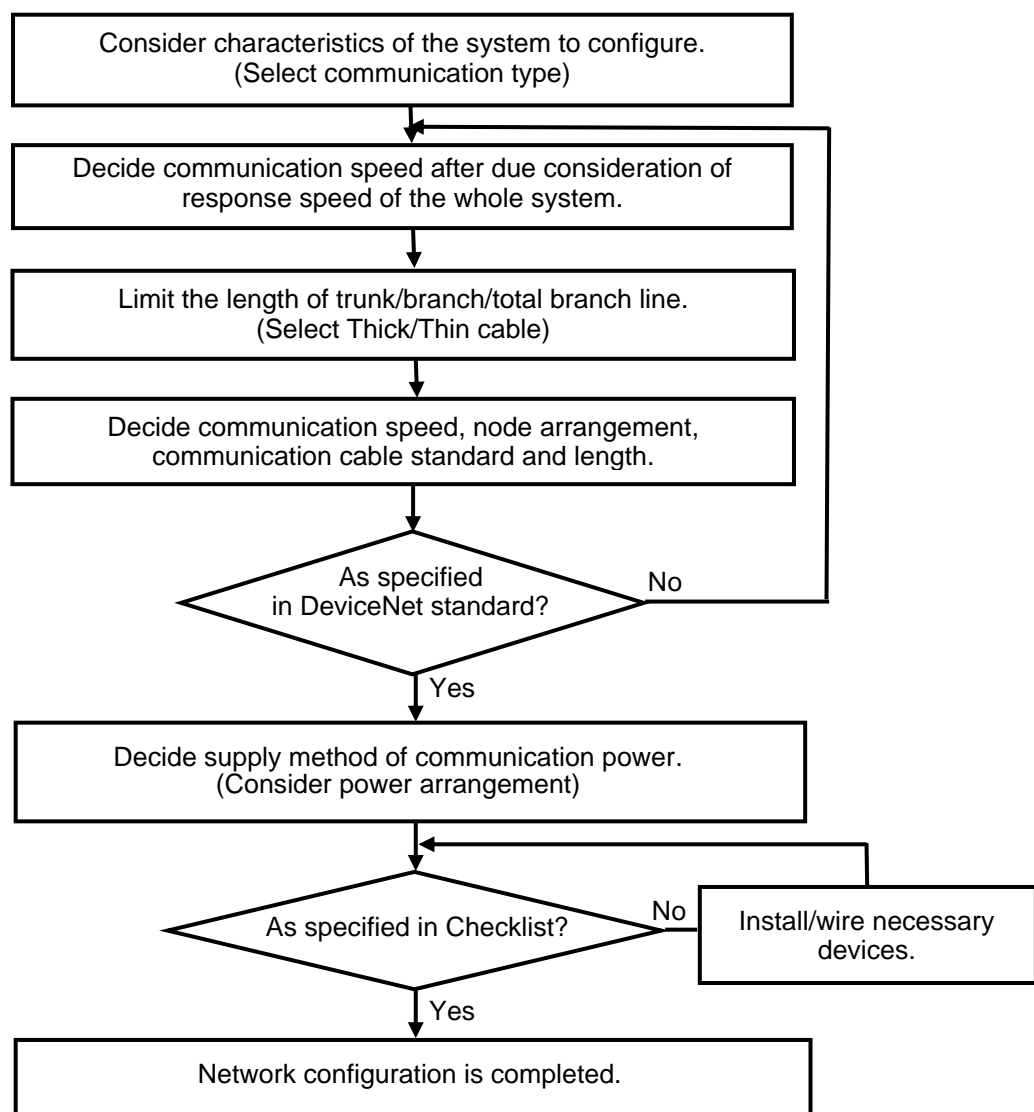 Consider characteristics of the system to configure.
(Select communication type)
Decide communication speed after due consideration of
response speed of the whole system.
Limit the length of trunk/branch/total branch line.
(Select Thick/Thin cable)
Decide communication speed, node arrangement,
communication cable standard and length.
As specified
in DeviceNet standard?
No
Yes
Decide supply method of communication power.
(Consider power arrangement)
As specified in Checklist?
No
Install/wire necessary
devices.
Yes
Network configuration is completed.